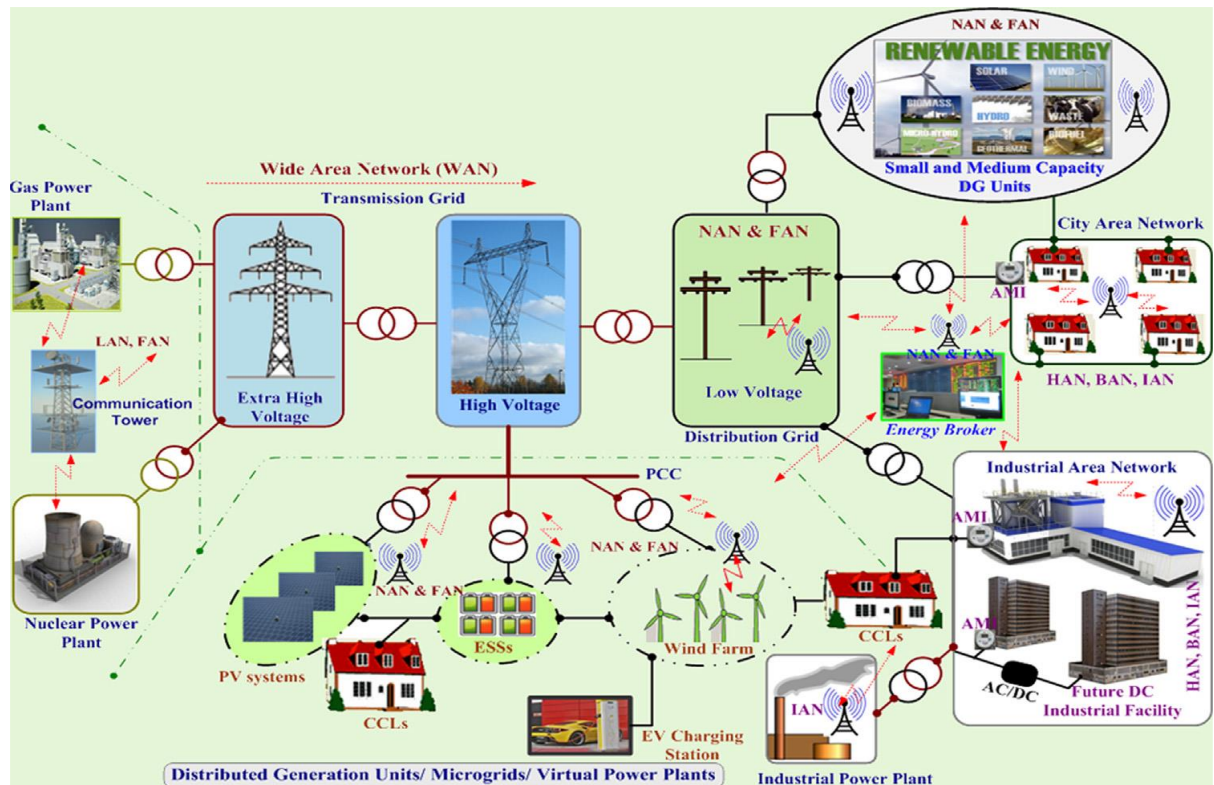 NAN & FAN
RENEWABLE ENERGY
SOLAR
WIND
BIOMASS
HYDRO
WASTE
MICRO-HYDRO
GEOTHERMAL
BIOFUEL
Small and Medium Capacity
DG Units
Wide Area Network (WAN)
Transmission Grid
Gas Power
Plant
City Area Network
NAN & FAN
AMI
LAN, FAN
Communication
Tower
Extra High
Voltage
High Voltage
Low Voltage
NAN & FAN
HAN, BAN, IAN
Energy Broker
Distribution Grid
PCC
Industrial Area Network
AMI
NAN & FAN
NAN & FAN
Nuclear Power
Plant
ESSs
Wind Farm
CCLs
PV systems
CCLs
AMI
HAN, BAN, IAN
AC/DC
Future DC
Industrial Facility
IAN
EV Charging
Station
Distributed Generation Units/ Microgrids/ Virtual Power Plants
Industrial Power Plant